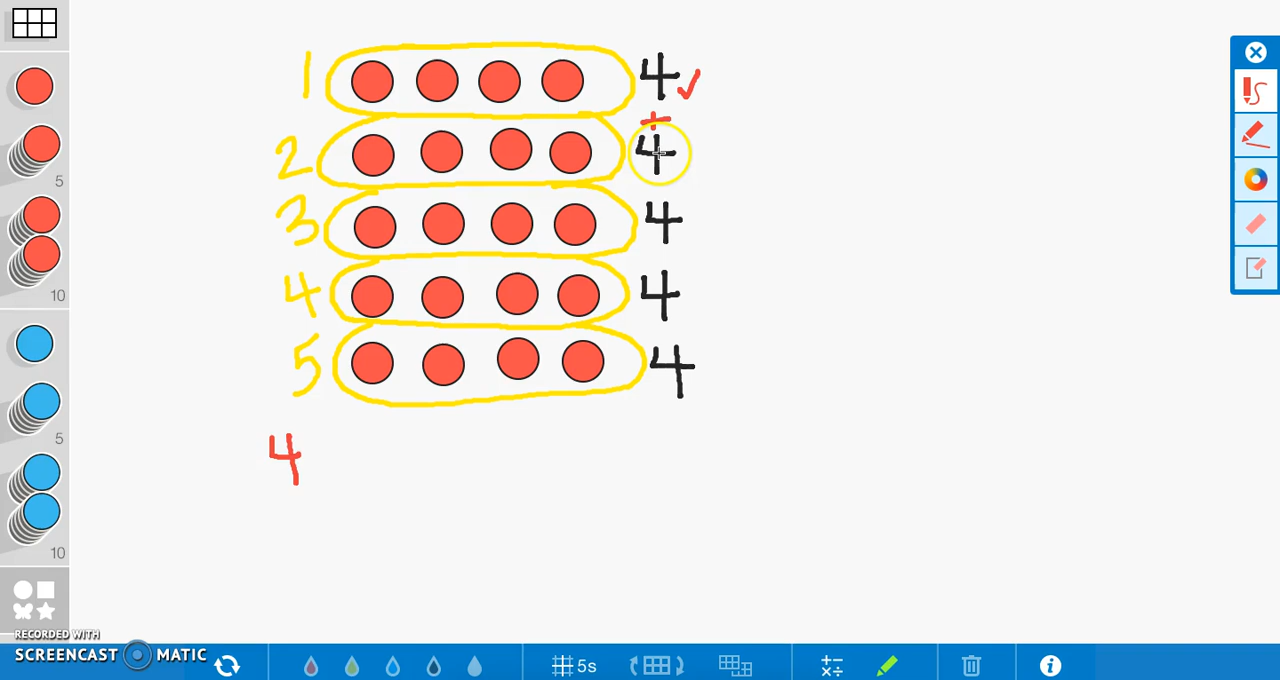 1 4 ✓
+
2 4
5
3 4
10
4 4
5 4
5
4
10
RECORDED WITH
SCREENCAST MATIC
5s